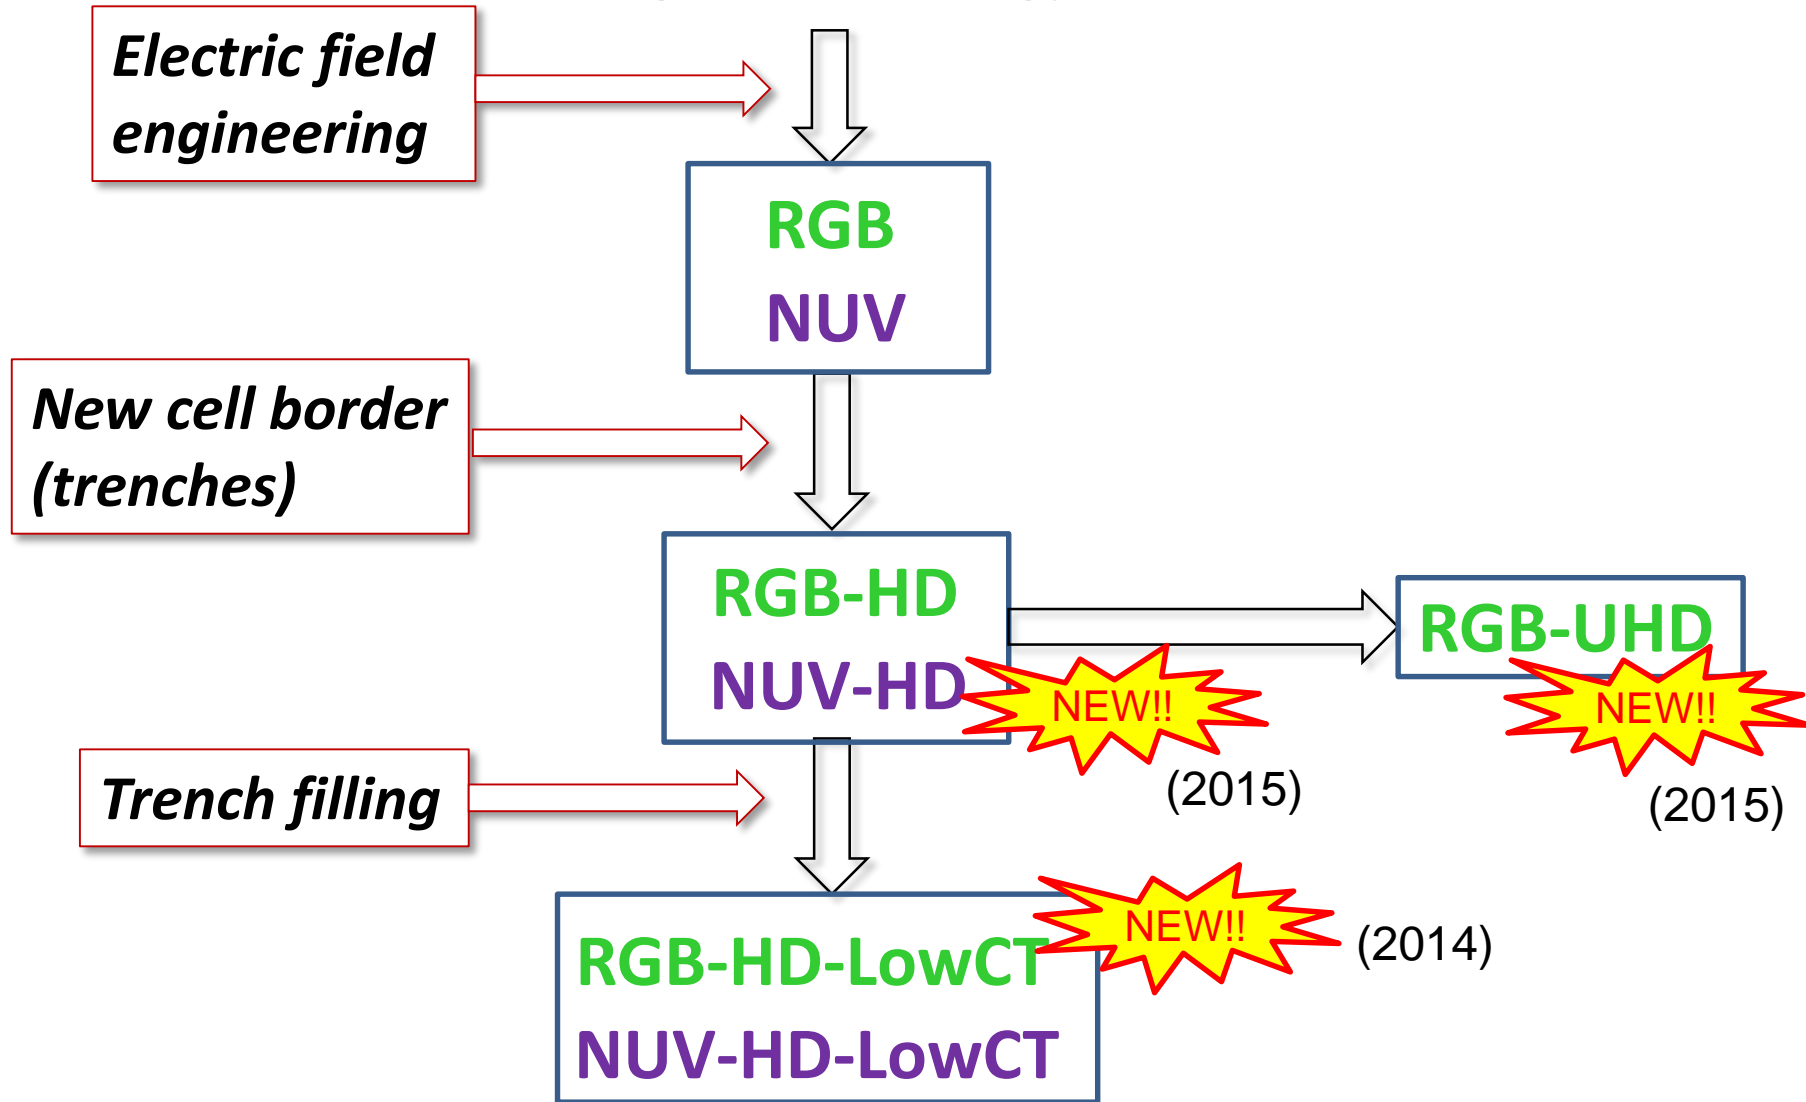 Electric field
engineering
RGB
NUV
New cell border
(trenches)
RGB-HD
NUV-HD
NEW!!
(2015)
RGB-UHD
NEW!!
(2015)
Trench filling
RGB-HD-LowCT
NUV-HD-LowCT
NEW!!
(2014)